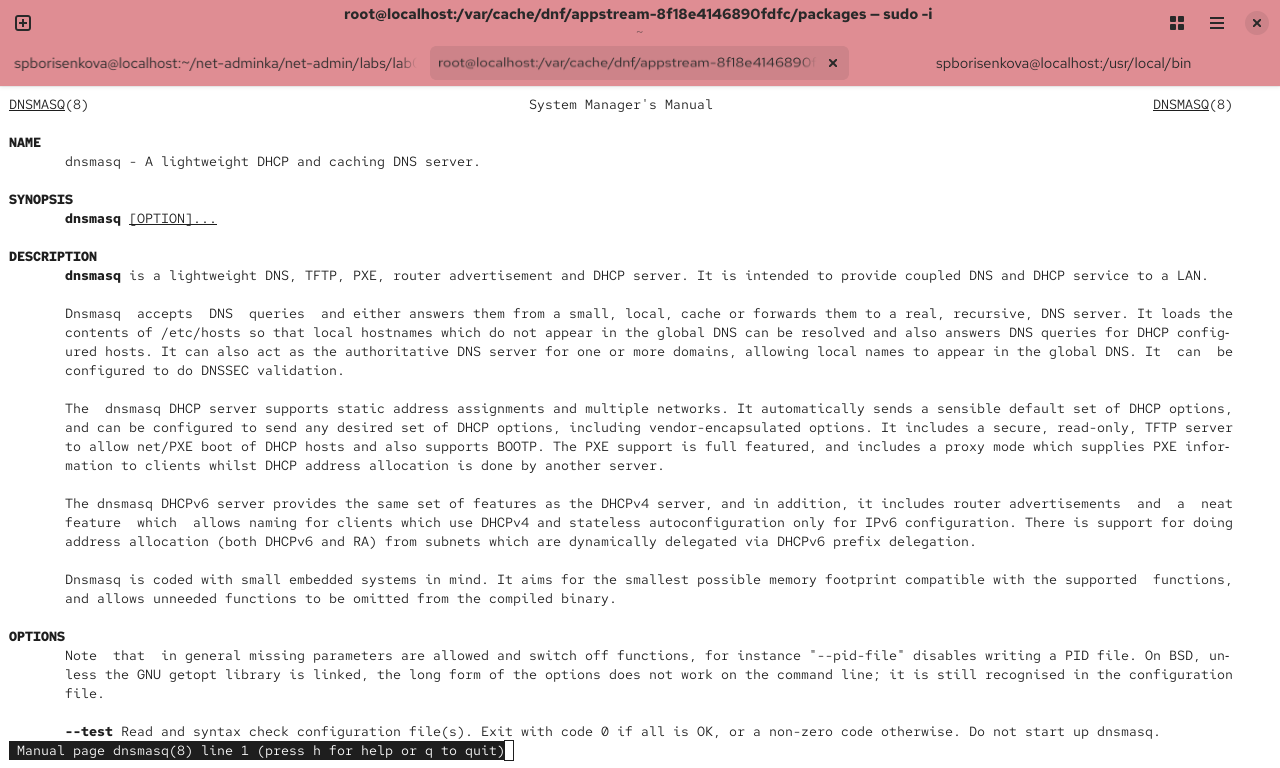 root@localhost:/var/cache/dnf/appstream-8f18e4146890fdfc/packages — sudo -i
~
spborisenkova@localhost:~/net-adminka/net-admin/labs/lab
root@localhost:/var/cache/dnf/appstream-8f18e4146890f
spborisenkova@localhost:/usr/local/bin
DNSMASQ(8) System Manager's Manual DNSMASQ(8)
NAME
dnsmasq - A lightweight DHCP and caching DNS server.
SYNOPSIS
dnsmasq [OPTION]...
DESCRIPTION
dnsmasq is a lightweight DNS, TFTP, PXE, router advertisement and DHCP server. It is intended to provide coupled DNS and DHCP service to a LAN.
Dnsmasq accepts DNS queries and either answers them from a small, local, cache or forwards them to a real, recursive, DNS server. It loads the
contents of /etc/hosts so that local hostnames which do not appear in the global DNS can be resolved and also answers DNS queries for DHCP config-
ured hosts. It can also act as the authoritative DNS server for one or more domains, allowing local names to appear in the global DNS. It can be
configured to do DNSSEC validation.
The dnsmasq DHCP server supports static address assignments and multiple networks. It automatically sends a sensible default set of DHCP options,
and can be configured to send any desired set of DHCP options, including vendor-encapsulated options. It includes a secure, read-only, TFTP server
to allow net/PXE boot of DHCP hosts and also supports BOOTP. The PXE support is full featured, and includes a proxy mode which supplies PXE infor-
mation to clients whilst DHCP address allocation is done by another server.
The dnsmasq DHCPv6 server provides the same set of features as the DHCPv4 server, and in addition, it includes router advertisements and a neat
feature which allows naming for clients which use DHCPv4 and stateless autoconfiguration only for IPv6 configuration. There is support for doing
address allocation (both DHCPv6 and RA) from subnets which are dynamically delegated via DHCPv6 prefix delegation.
Dnsmasq is coded with small embedded systems in mind. It aims for the smallest possible memory footprint compatible with the supported functions,
and allows unneeded functions to be omitted from the compiled binary.
OPTIONS
Note that in general missing parameters are allowed and switch off functions, for instance "--pid-file" disables writing a PID file. On BSD, un-
less the GNU getopt library is linked, the long form of the options does not work on the command line; it is still recognised in the configuration
file.
--test Read and syntax check configuration file(s). Exit with code 0 if all is OK, or a non-zero code otherwise. Do not start up dnsmasq.
Manual page dnsmasq(8) line 1 (press h for help or q to quit)